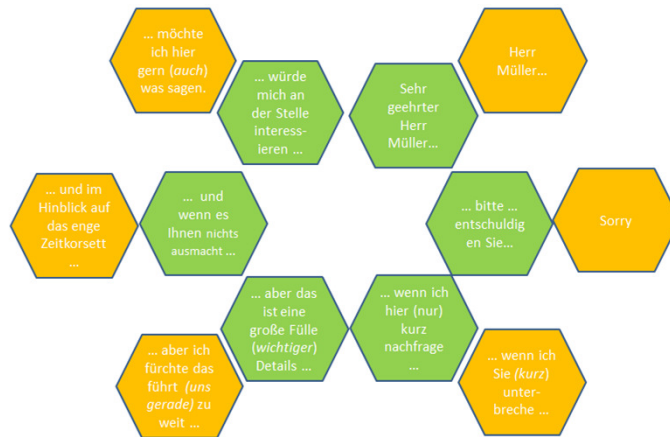 … möchte
ich hier
gern (auch)
was sagen.
… würde
mich an
der Stelle
interess-
ieren …
Sehr
geehrter
Herr
Müller…
Herr
Müller…
… und im
Hinblick auf
das enge
Zeitkorsett
…
… und
wenn es
Ihnen nichts
ausmacht …
… bitte …
entschuldig
en Sie…
Sorry
… aber ich
fürchte das
führt (uns
gerade) zu
weit …
… aber das
ist eine
große Fülle
(wichtiger)
Details …
… wenn ich
hier (nur)
kurz
nachfrage
…
… wenn ich
Sie (kurz)
unter-
breche …